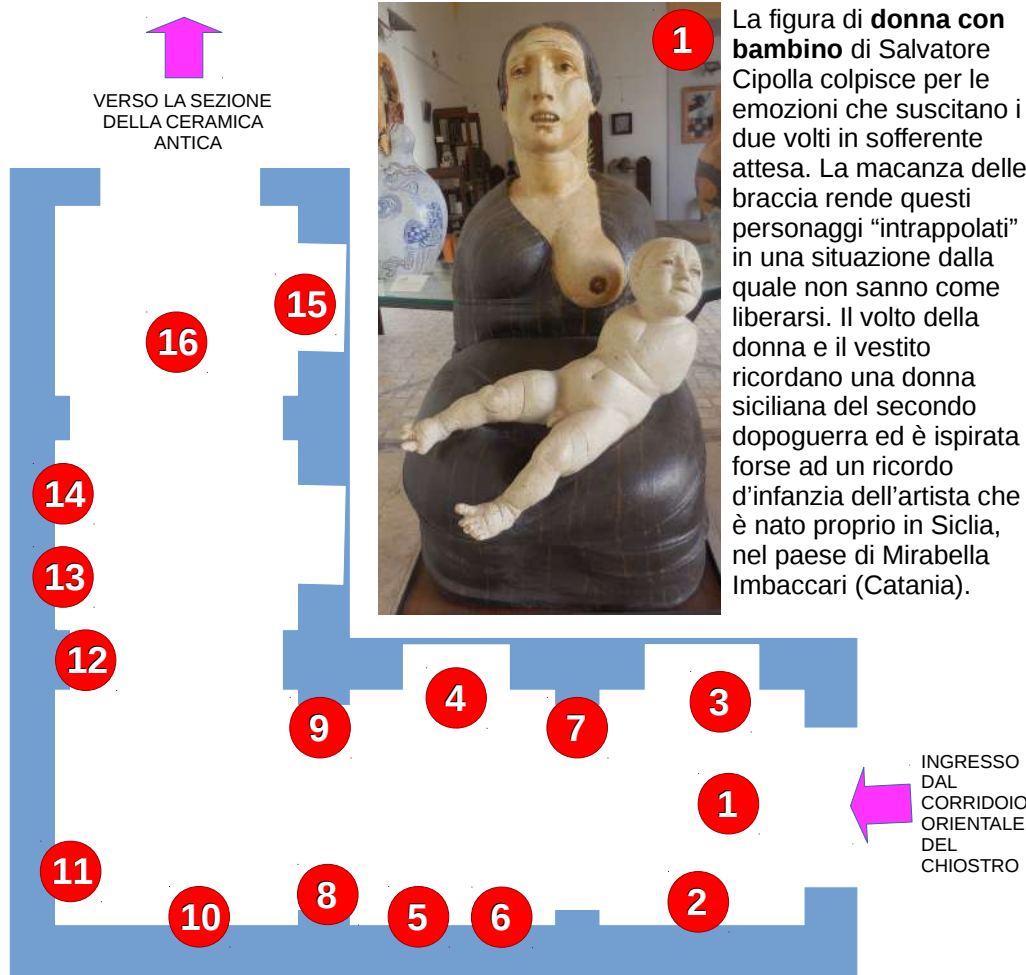 VERSO LA SEZIONE
DELLA CERAMICA
ANTICA
1
La figura di donna con
bambino di Salvatore
Cipolla colpisce per le
emozioni che suscitano i
due volti in sofferente
attesa. La macanza delle
braccia rende questi
personaggi “intrappolati”
in una situazione dalla
quale non sanno come
liberarsi. Il volto della
donna e il vestito
ricordano una donna
siciliana del secondo
dopoguerra ed è ispirata
forse ad un ricordo
d’infanzia dell’artista che
è nato proprio in Siclia,
nel paese di Mirabella
Imbaccari (Catania).
15
16
14
13
12
4
3
9
7
1
INGRESSO
DAL
CORRIDOIO
ORIENTALE
DEL
CHIOSTRO
11
8
2
10
5
6